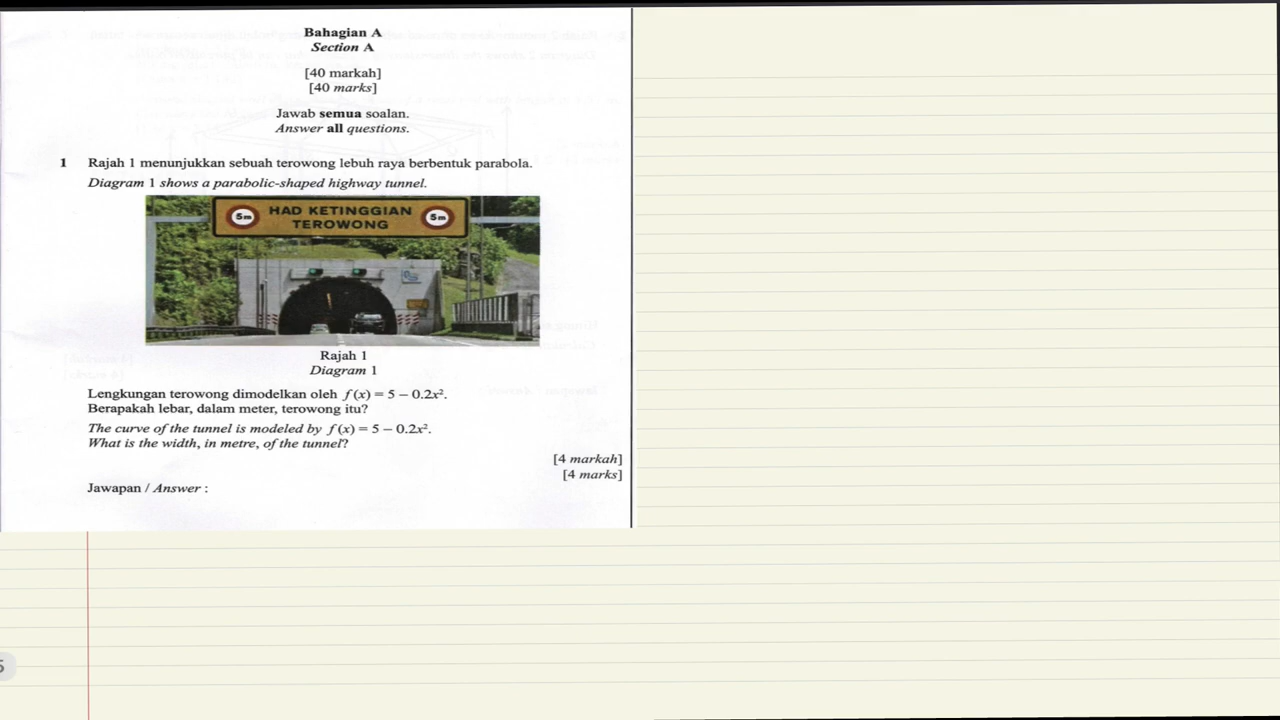 Bahagian A
Section A
[40 markah]
[40 marks]
Jawab semua soalan.
Answer all questions.
1 Rajah 1 menunjukkan sebuah terowong lebuh raya berbentuk parabola.
Diagram 1 shows a parabolic-shaped highway tunnel.
5m HAD KETINGGIAN TEROWONG 5m
Rajah 1
Diagram 1
Lengkungan terowong dimodelkan oleh f(x) = 5 – 0.2x².
Berapakah lebar, dalam meter, terowong itu?
The curve of the tunnel is modeled by f(x) = 5 – 0.2x².
What is the width, in metre, of the tunnel?
[4 markah]
[4 marks]
Jawapan / Answer :
5